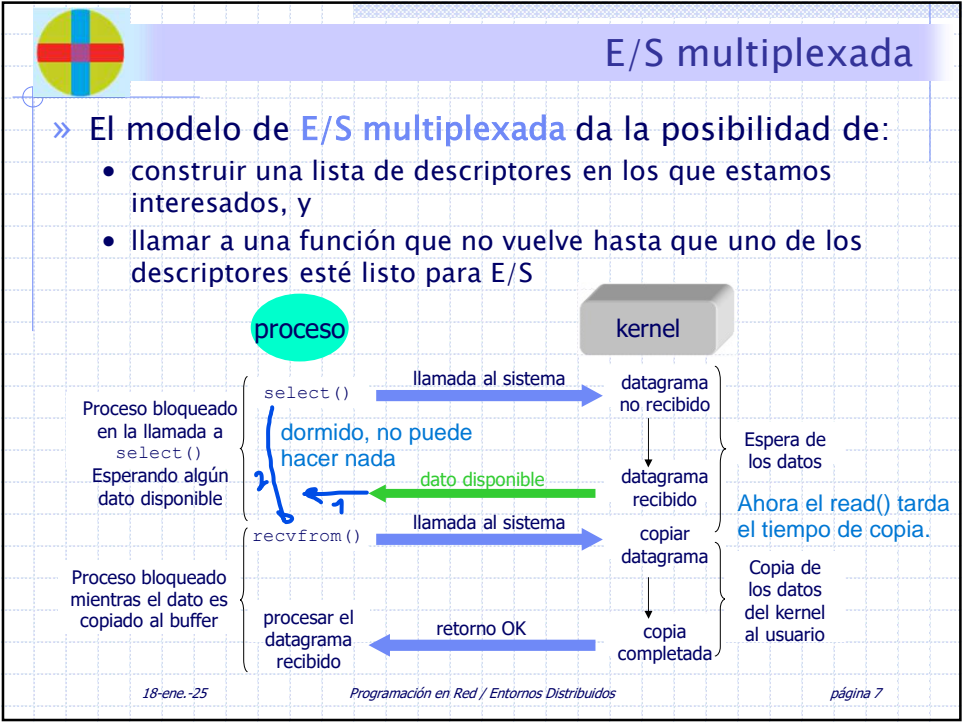 E/S multiplexada
» El modelo de E/S multiplexada da la posibilidad de:
• construir una lista de descriptores en los que estamos
interesados, y
• llamar a una función que no vuelve hasta que uno de los
descriptores esté listo para E/S
proceso
kernel
Proceso bloqueado
en la llamada a
select()
Esperando algún
dato disponible
select()
llamada al sistema
datagrama
no recibido
dormido, no puede
hacer nada
2
1
dato disponible
datagrama
recibido
Espera de
los datos
Ahora el read() tarda
el tiempo de copia.
Proceso bloqueado
mientras el dato es
copiado al buffer
recvfrom()
llamada al sistema
copiar
datagrama
procesar el
datagrama
recibido
retorno OK
copia
completada
Copia de
los datos
del kernel
al usuario
18-ene.-25
Programación en Red / Entornos Distribuidos
página 7